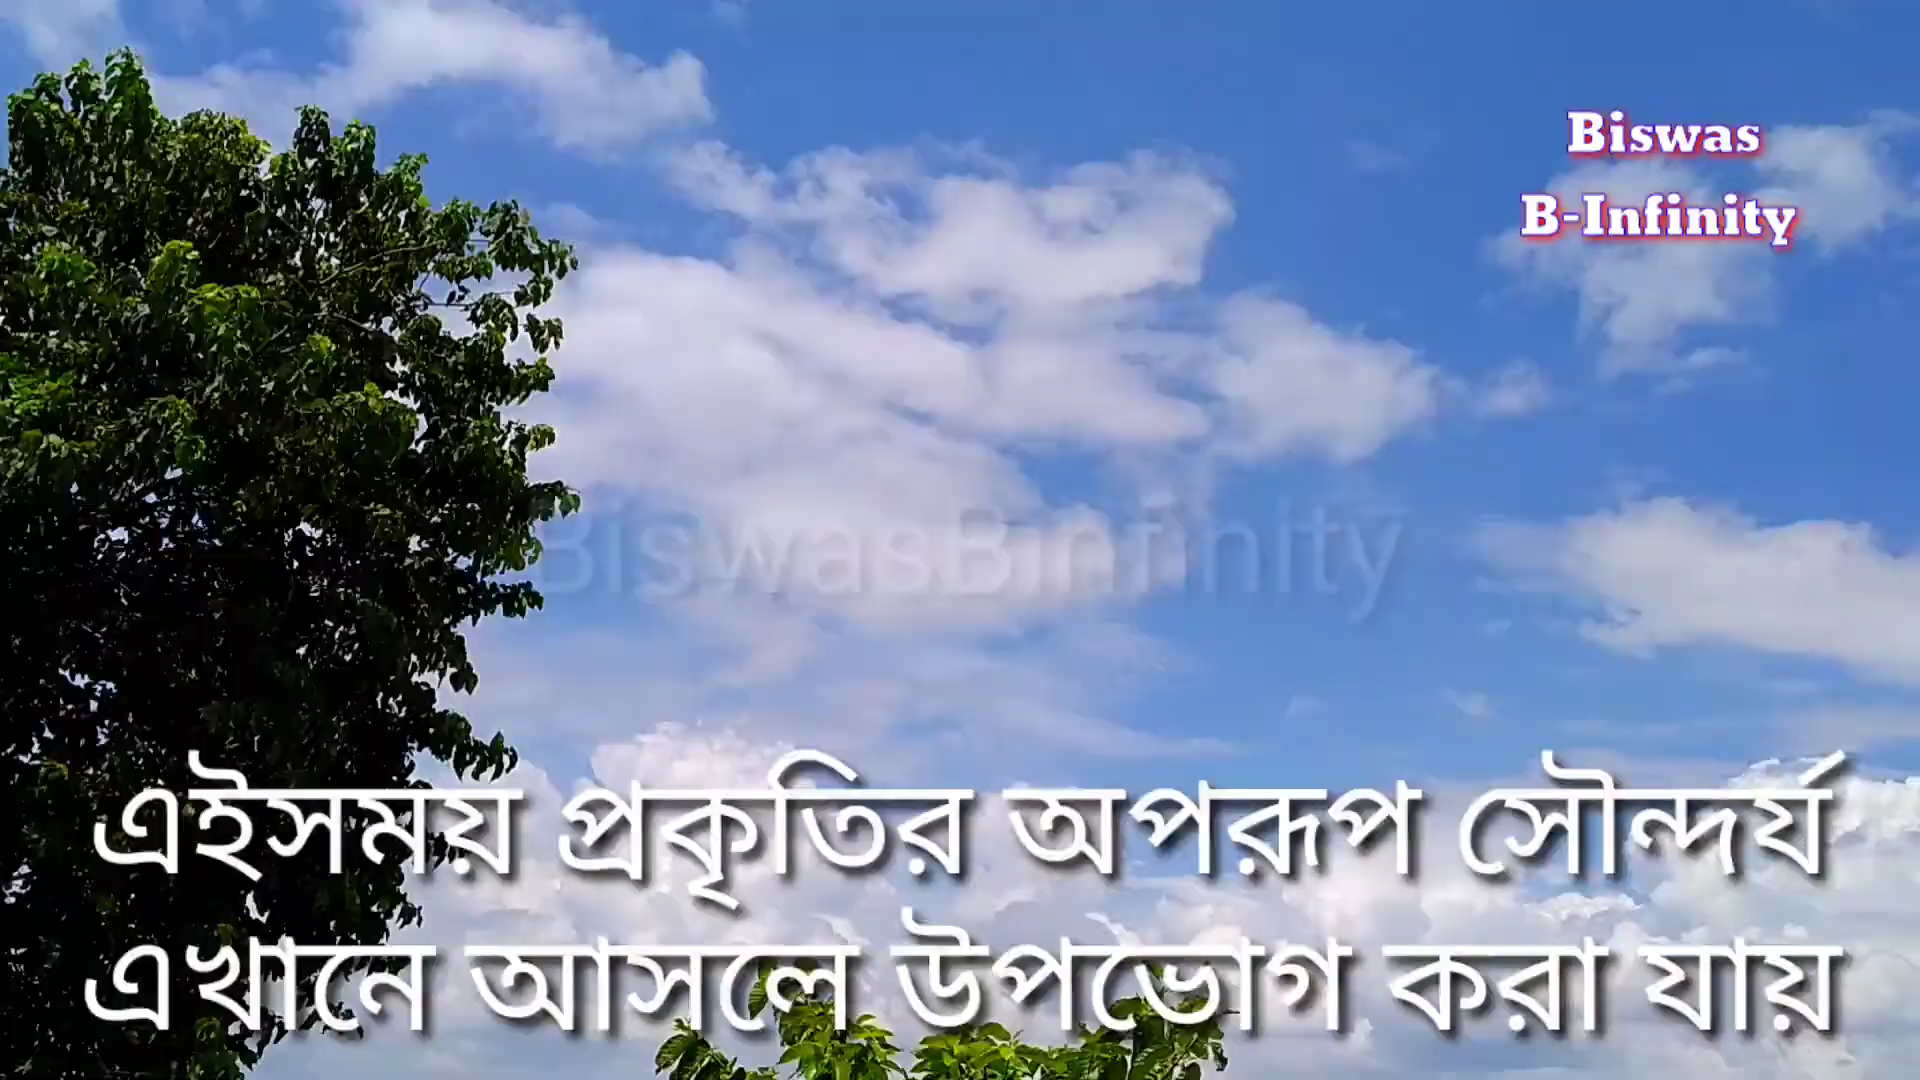 Biswas
B-Infinity
BiswasBinfinity
এইসময় প্রকৃতির অপরূপ সৌন্দর্য
এখানে আসলে উপভোগ করা যায়